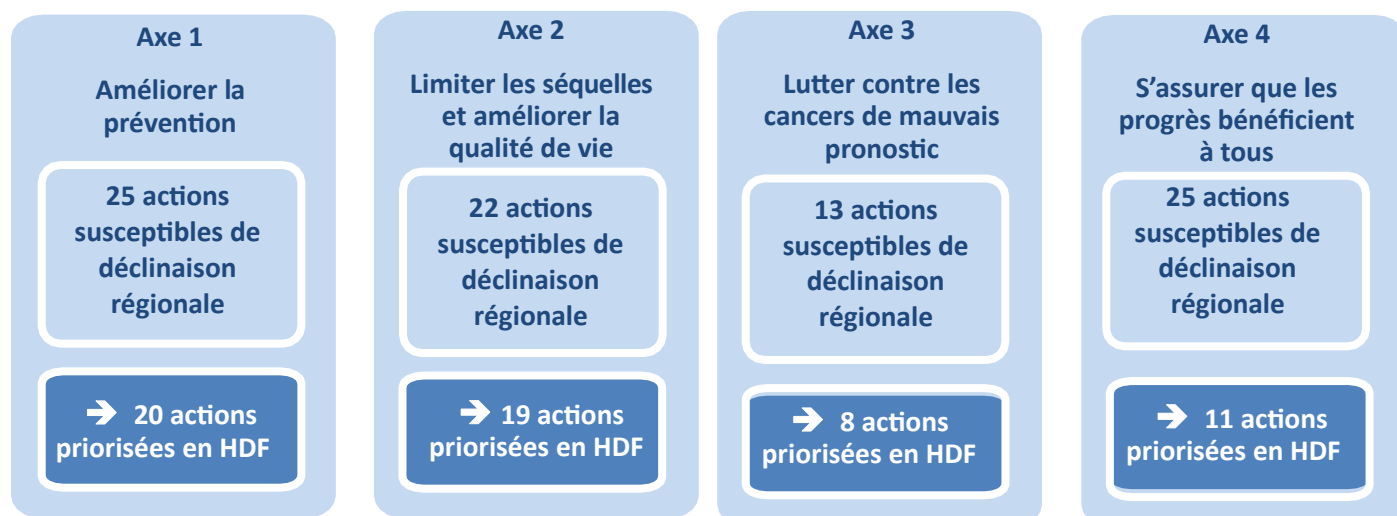 Axe 1
Améliorer la
prévention
25 actions
susceptibles de
déclinaison
régionale
➔ 20 actions
priorisées en HDF
Axe 2
Limiter les séquelles
et améliorer la
qualité de vie
22 actions
susceptibles de
déclinaison
régionale
➔ 19 actions
priorisées en HDF
Axe 3
Lutter contre les
cancers de mauvais
pronostic
13 actions
susceptibles de
déclinaison
régionale
➔ 8 actions
priorisées en HDF
Axe 4
S’assurer que les
progrès bénéficient
à tous
25 actions
susceptibles de
déclinaison
régionale
➔ 11 actions
priorisées en HDF